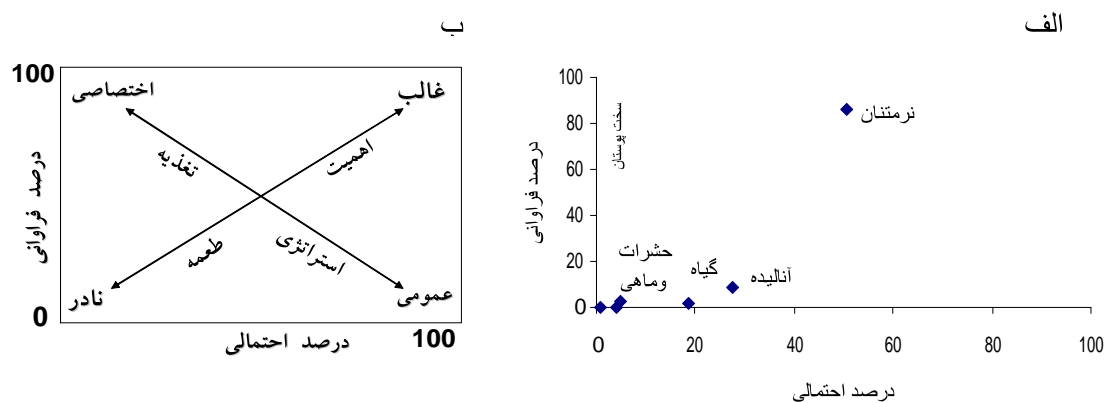 الف
100
80
60
40
20
0
درصد فراوانی
سخت پوستان
نرمتنان
حشرات
وماهی
گیاه
آنالیده
0 20 40 60 80 100
درصد احتمالی
ب
100
0
درصد فراوانی
اختصاصی
غالب
تغذیه
اهمیت
طعمه
استراتژی
نادر
عمومی
100
درصد احتمالی